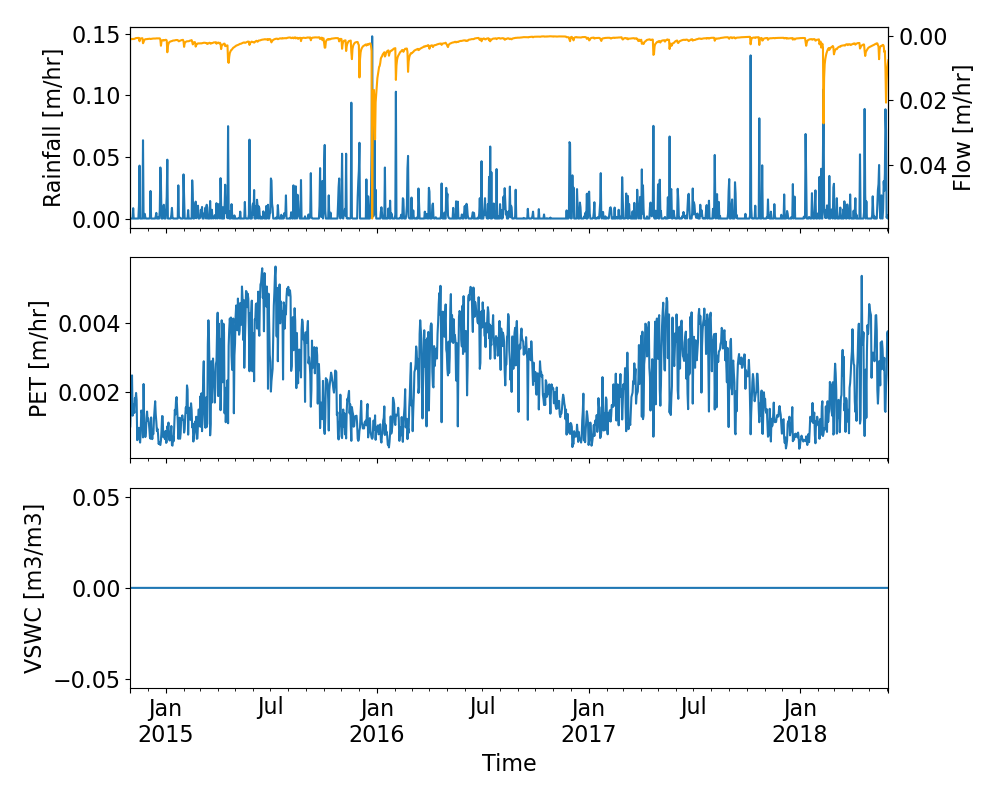 0.15
0.10
0.05
0.00
Rainfall [m/hr]
0.00
0.02
0.04
Flow [m/hr]
0.004
0.002
PET [m/hr]
0.05
0.00
−0.05
VSWC [m3/m3]
Jan Jul Jan Jul Jan Jul Jan
2015 2016 2017 2018
Time